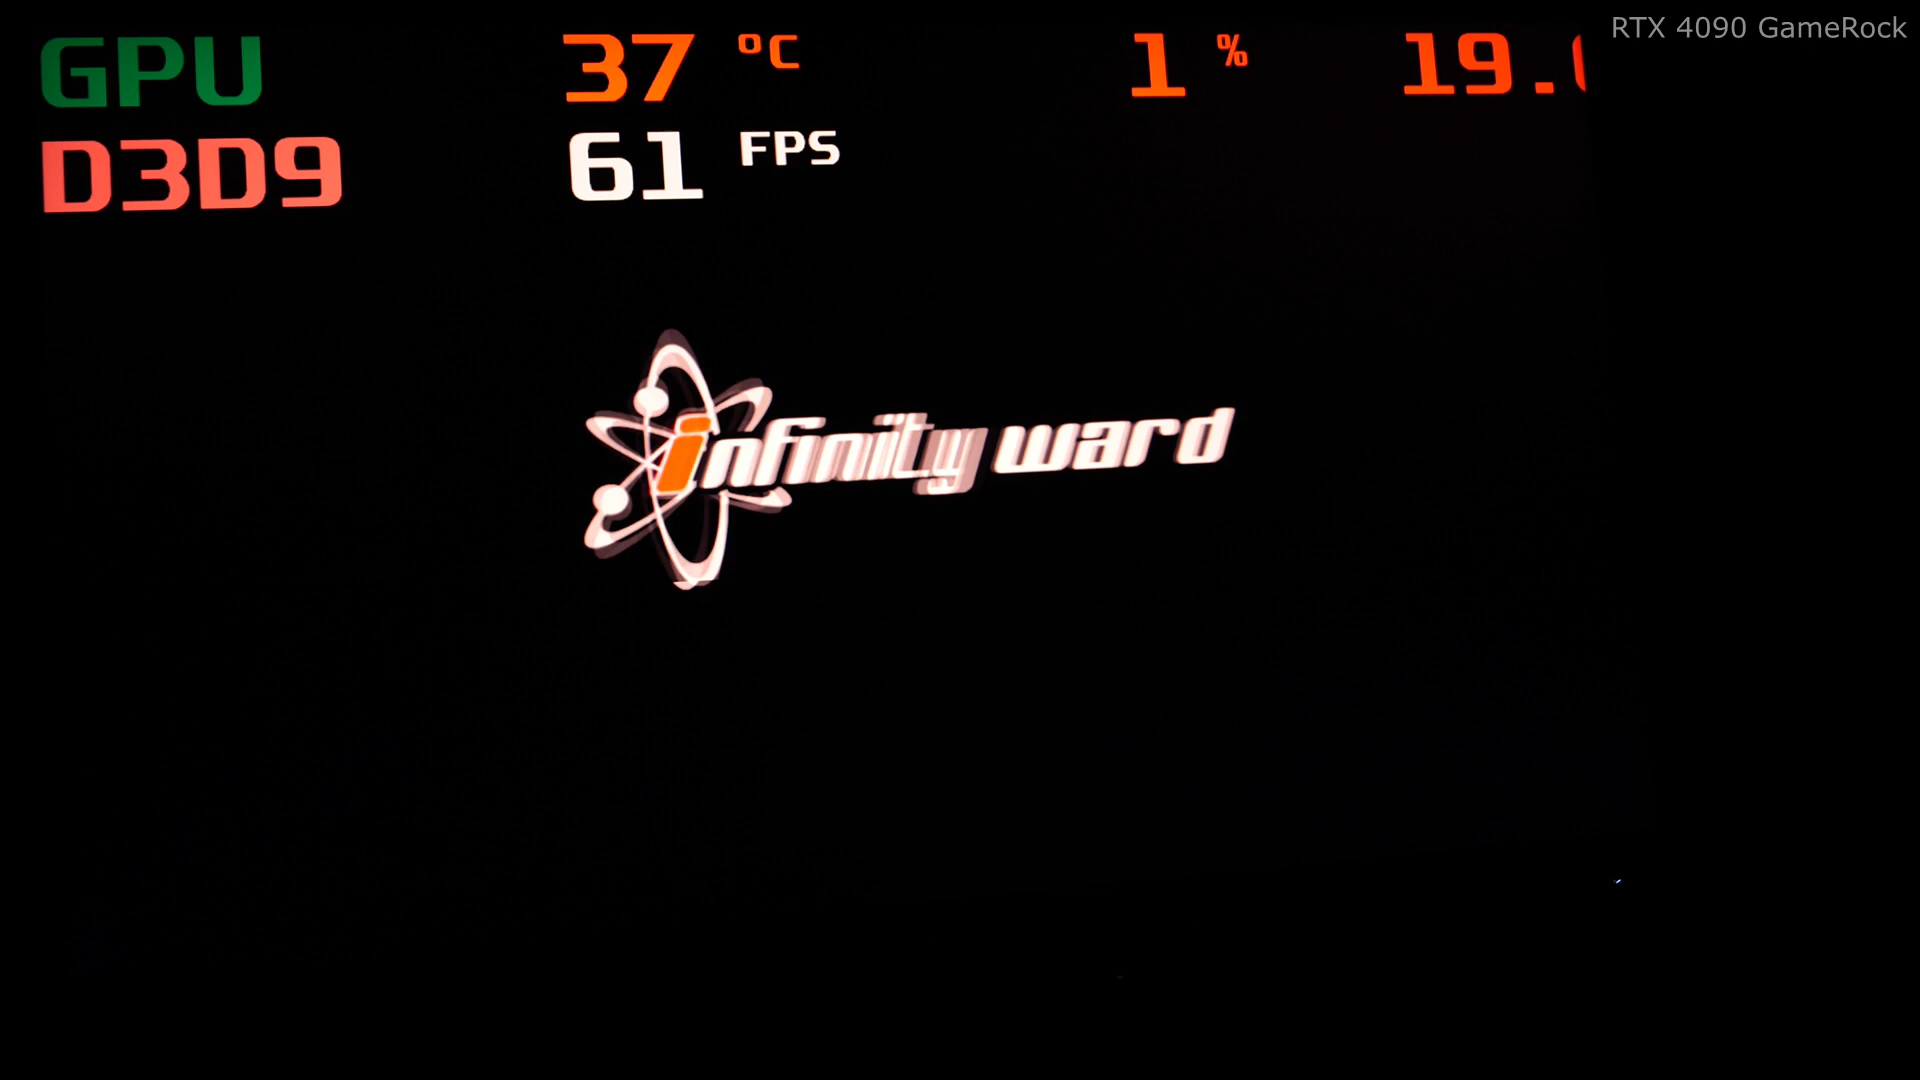 RTX 4090 GameRock
GPU 37 °C 1 % 19.
D3D9 61 FPS
infinity ward